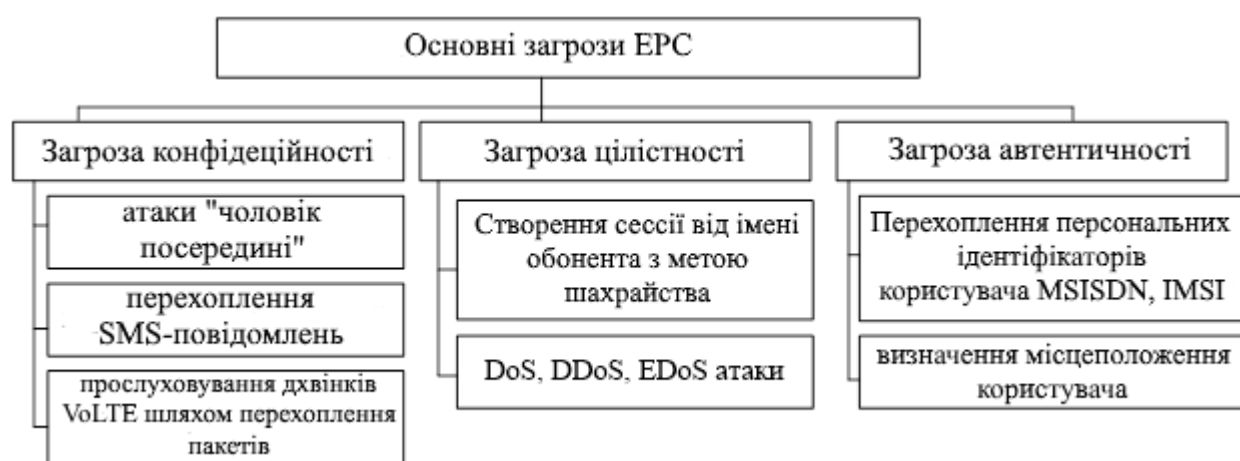 Основні загрози EPC
Загроза конфідеційності
атаки "чоловік
посередині"
перехоплення
SMS-повідомлень
прослуховування дхвінків
VoLTE шляхом перехоплення
пакетів
Загроза цілістності
Створення сессії від імені
обонента з метою
шахрайства
DoS, DDoS, EDoS атаки
Загроза автентичності
Перехоплення персональних
ідентіфікаторів
користувача MSISDN, IMSI
визначення місцеположення
користувача